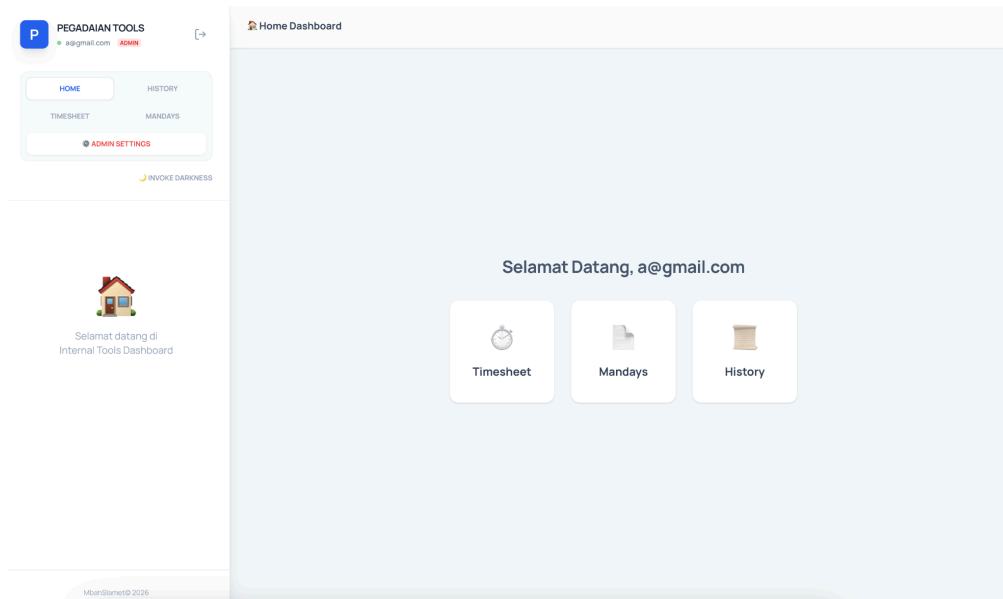 P
PEGADAIAN TOOLS
a@gmail.com ADMIN
HOME HISTORY
TIMESHEET MANDAYS
ADMIN SETTINGS
INVOKE DARKNESS
Selamat datang di
Internal Tools Dashboard
MbahSlamet© 2026
Home Dashboard
Selamat Datang, a@gmail.com
Timesheet Mandays History